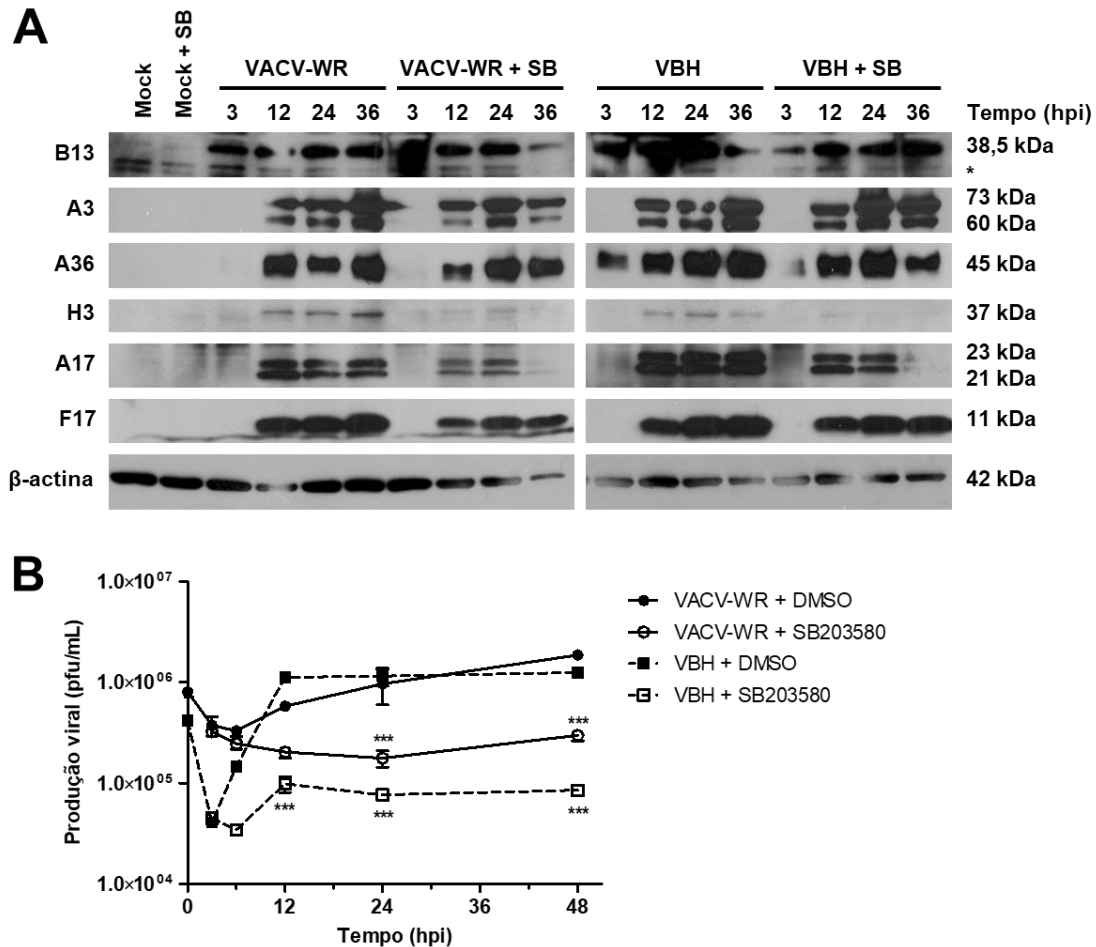 A
Mock
Mock + SB
VACV-WR
VACV-WR + SB
VBH
VBH + SB
3 12 24 36 3 12 24 36 3 12 24 36 3 12 24 36 Tempo (hpi)
B13 38,5 kDa
*
A3 73 kDa
60 kDa
A36 45 kDa
H3 37 kDa
A17 23 kDa
21 kDa
F17 11 kDa
β-actina 42 kDa
B
Produção viral (pfu/mL)
1.0×10⁰⁷
1.0×10⁰⁶
1.0×10⁰⁵
1.0×10⁰⁴
***
***
***
***
***
0 12 24 36 48
Tempo (hpi)
VACV-WR + DMSO
VACV-WR + SB203580
VBH + DMSO
VBH + SB203580